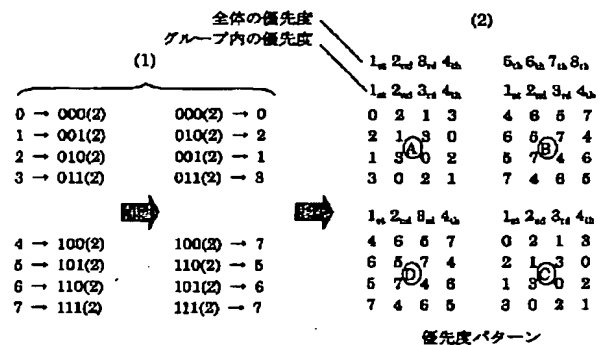 全体の優先度 (2)
グループ内の優先度
(1) 1st 2nd 3rd 4th 5th 6th 7th 8th
1st 2nd 3rd 4th 1st 2nd 3rd 4th
0 → 000(2) 000(2) → 0 0 2 1 3 4 6 5 7
1 → 001(2) 010(2) → 2 2 1 3 0 6 5 7 4
A B
2 → 010(2) 001(2) → 1 1 3 0 2 5 7 4 6
3 → 011(2) 011(2) → 3 3 0 2 1 7 4 6 5
1st 2nd 3rd 4th 1st 2nd 3rd 4th
4 → 100(2) 100(2) → 7 4 6 5 7 0 2 1 3
5 → 101(2) 110(2) → 5 6 5 7 4 2 1 3 0
D C
6 → 110(2) 101(2) → 6 5 7 4 6 1 3 0 2
7 → 111(2) 111(2) → 7 7 4 6 5 3 0 2 1
優先度パターン